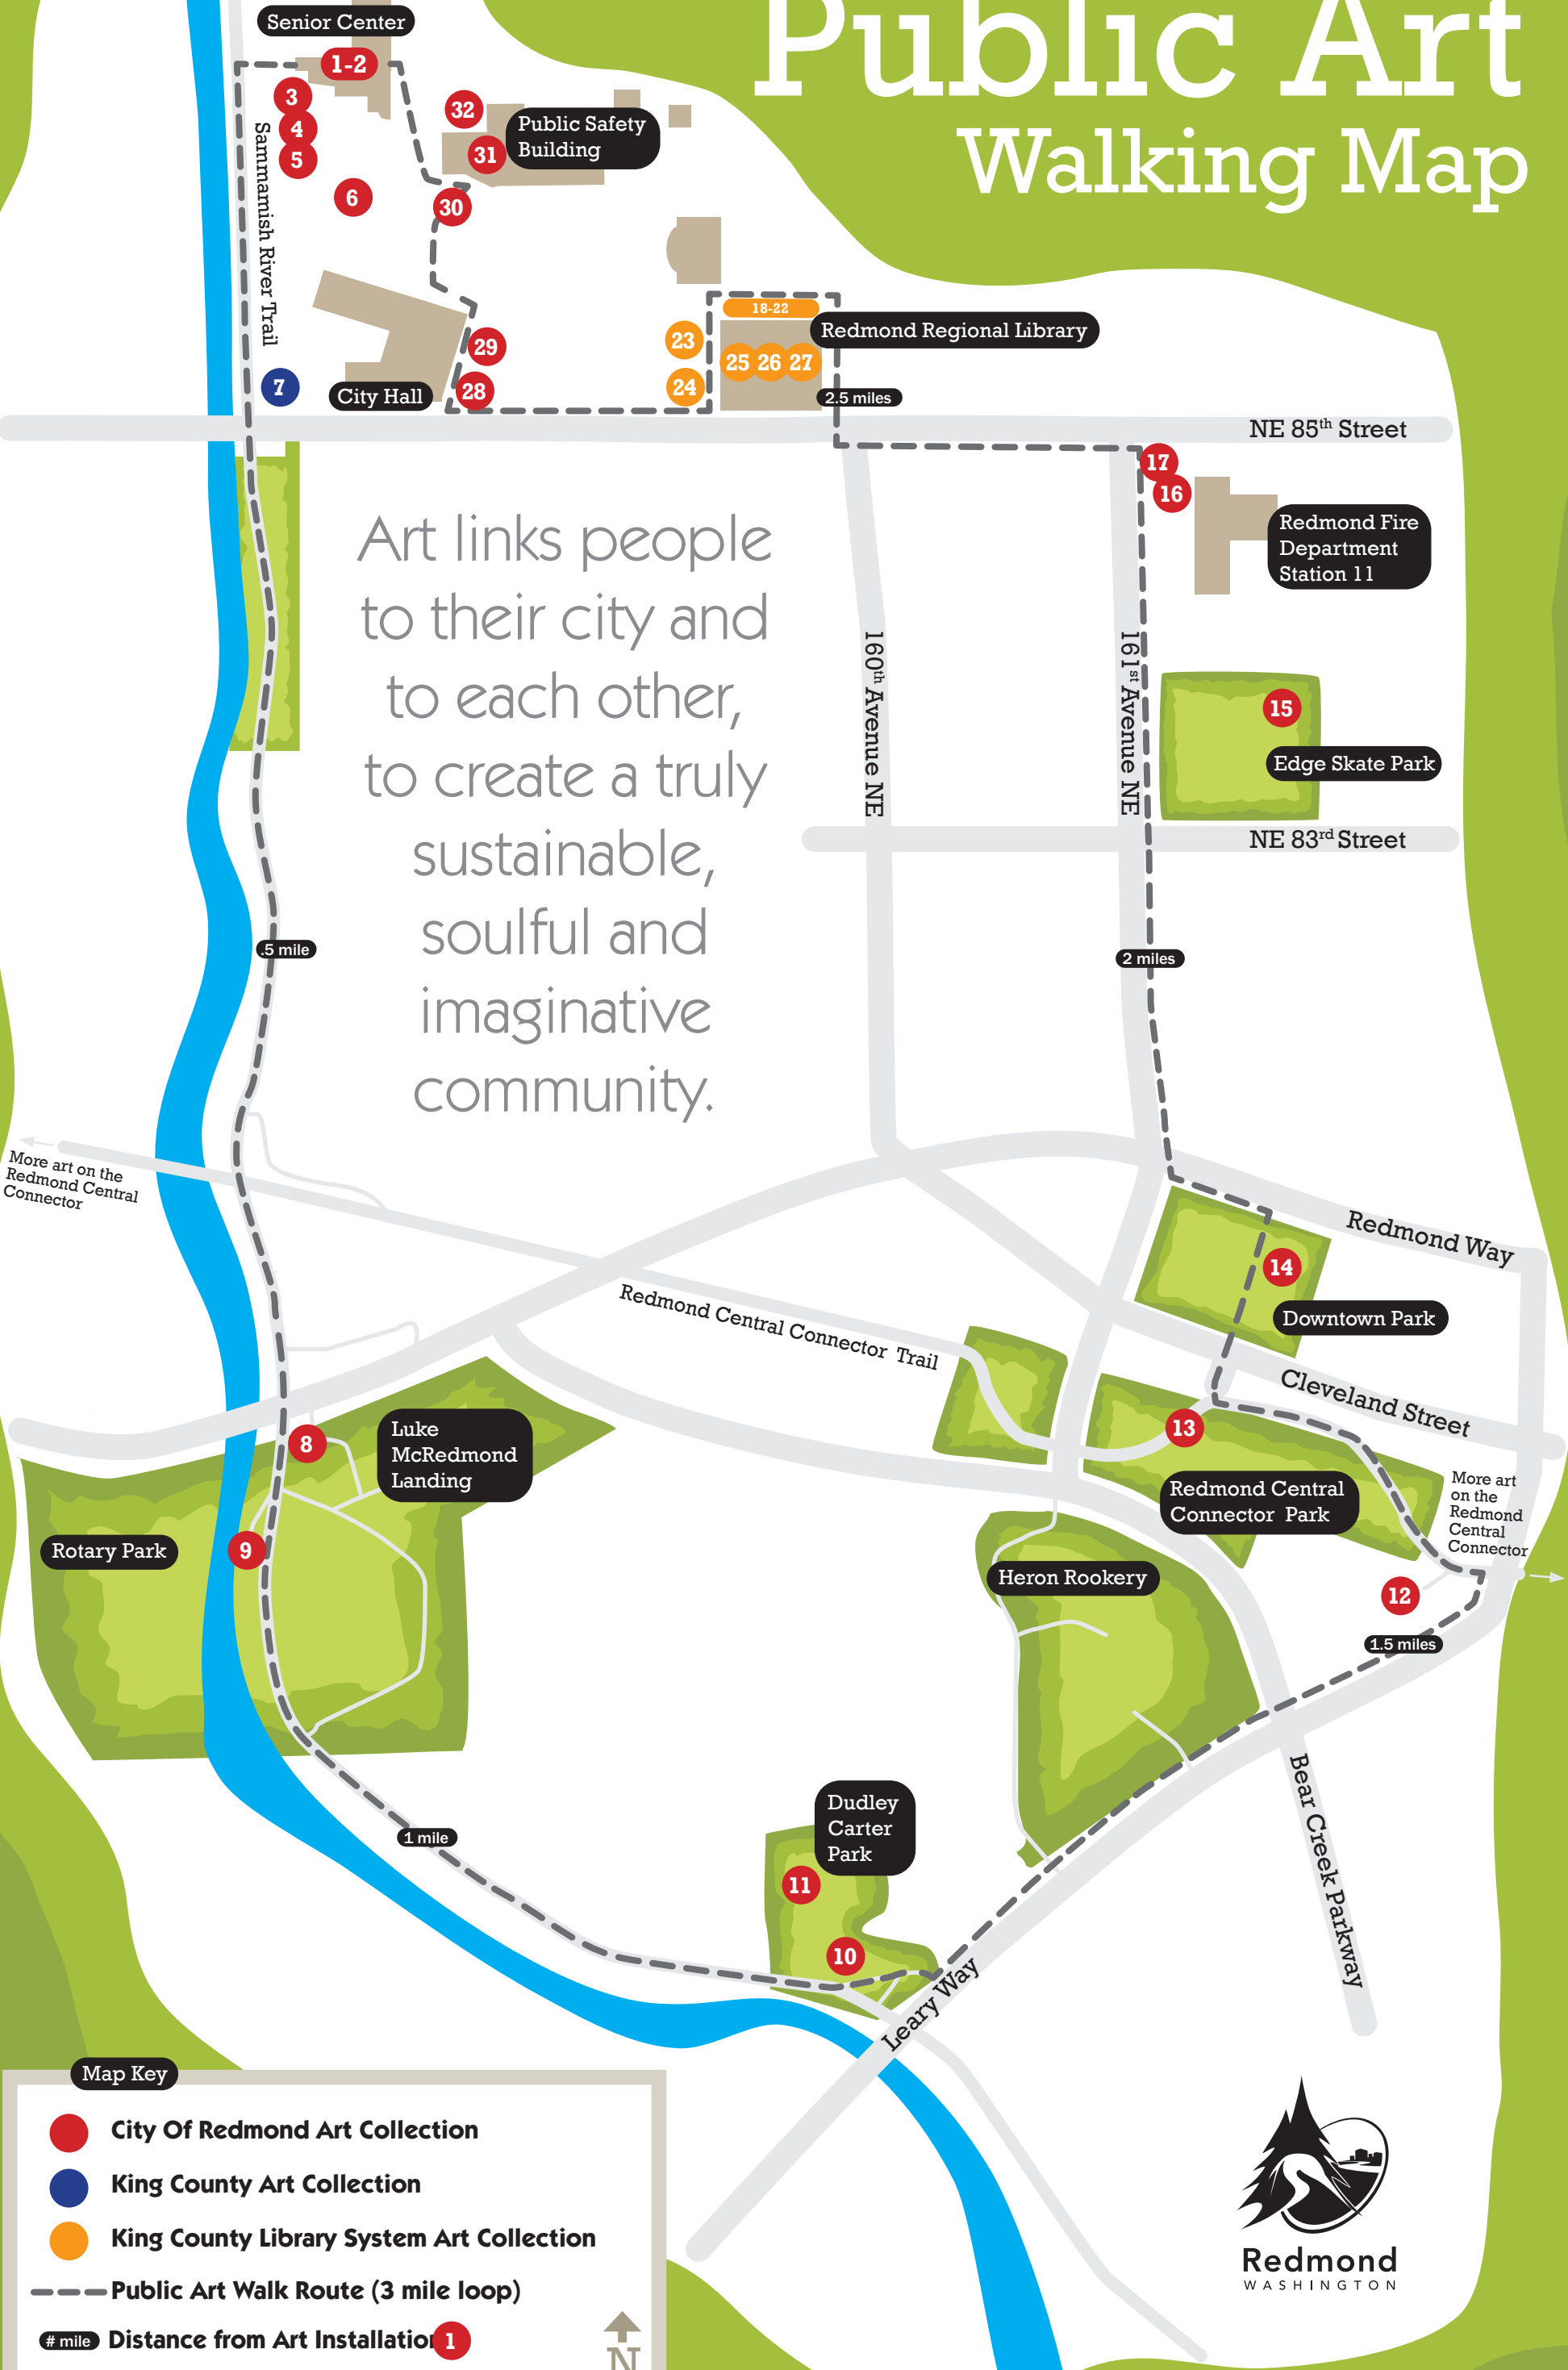 Public Art
Walking Map
Senior Center
1-2
3
4
5
6
32
31
30
Public Safety
Building
Sammamish River Trail
7
City Hall
29
28
18-22
23
24
25 26 27
Redmond Regional Library
2.5 miles
NE 85th Street
17
16
Redmond Fire
Department
Station 11
Art links people
to their city and
to each other,
to create a truly
sustainable,
soulful and
imaginative
community.
160th Avenue NE
161st Avenue NE
15
Edge Skate Park
NE 83rd Street
.5 mile
2 miles
More art on the
Redmond Central
Connector
Redmond Way
14
Downtown Park
Redmond Central Connector Trail
Cleveland Street
13
Redmond Central
Connector Park
More art
on the
Redmond
Central
Connector
8
Luke
McRedmond
Landing
Rotary Park
9
Heron Rookery
12
1.5 miles
Bear Creek Parkway
Dudley
Carter
Park
11
10
1 mile
Leary Way
Map Key
City Of Redmond Art Collection
King County Art Collection
King County Library System Art Collection
Public Art Walk Route (3 mile loop)
# mile Distance from Art Installation 1
N
Redmond
WASHINGTON